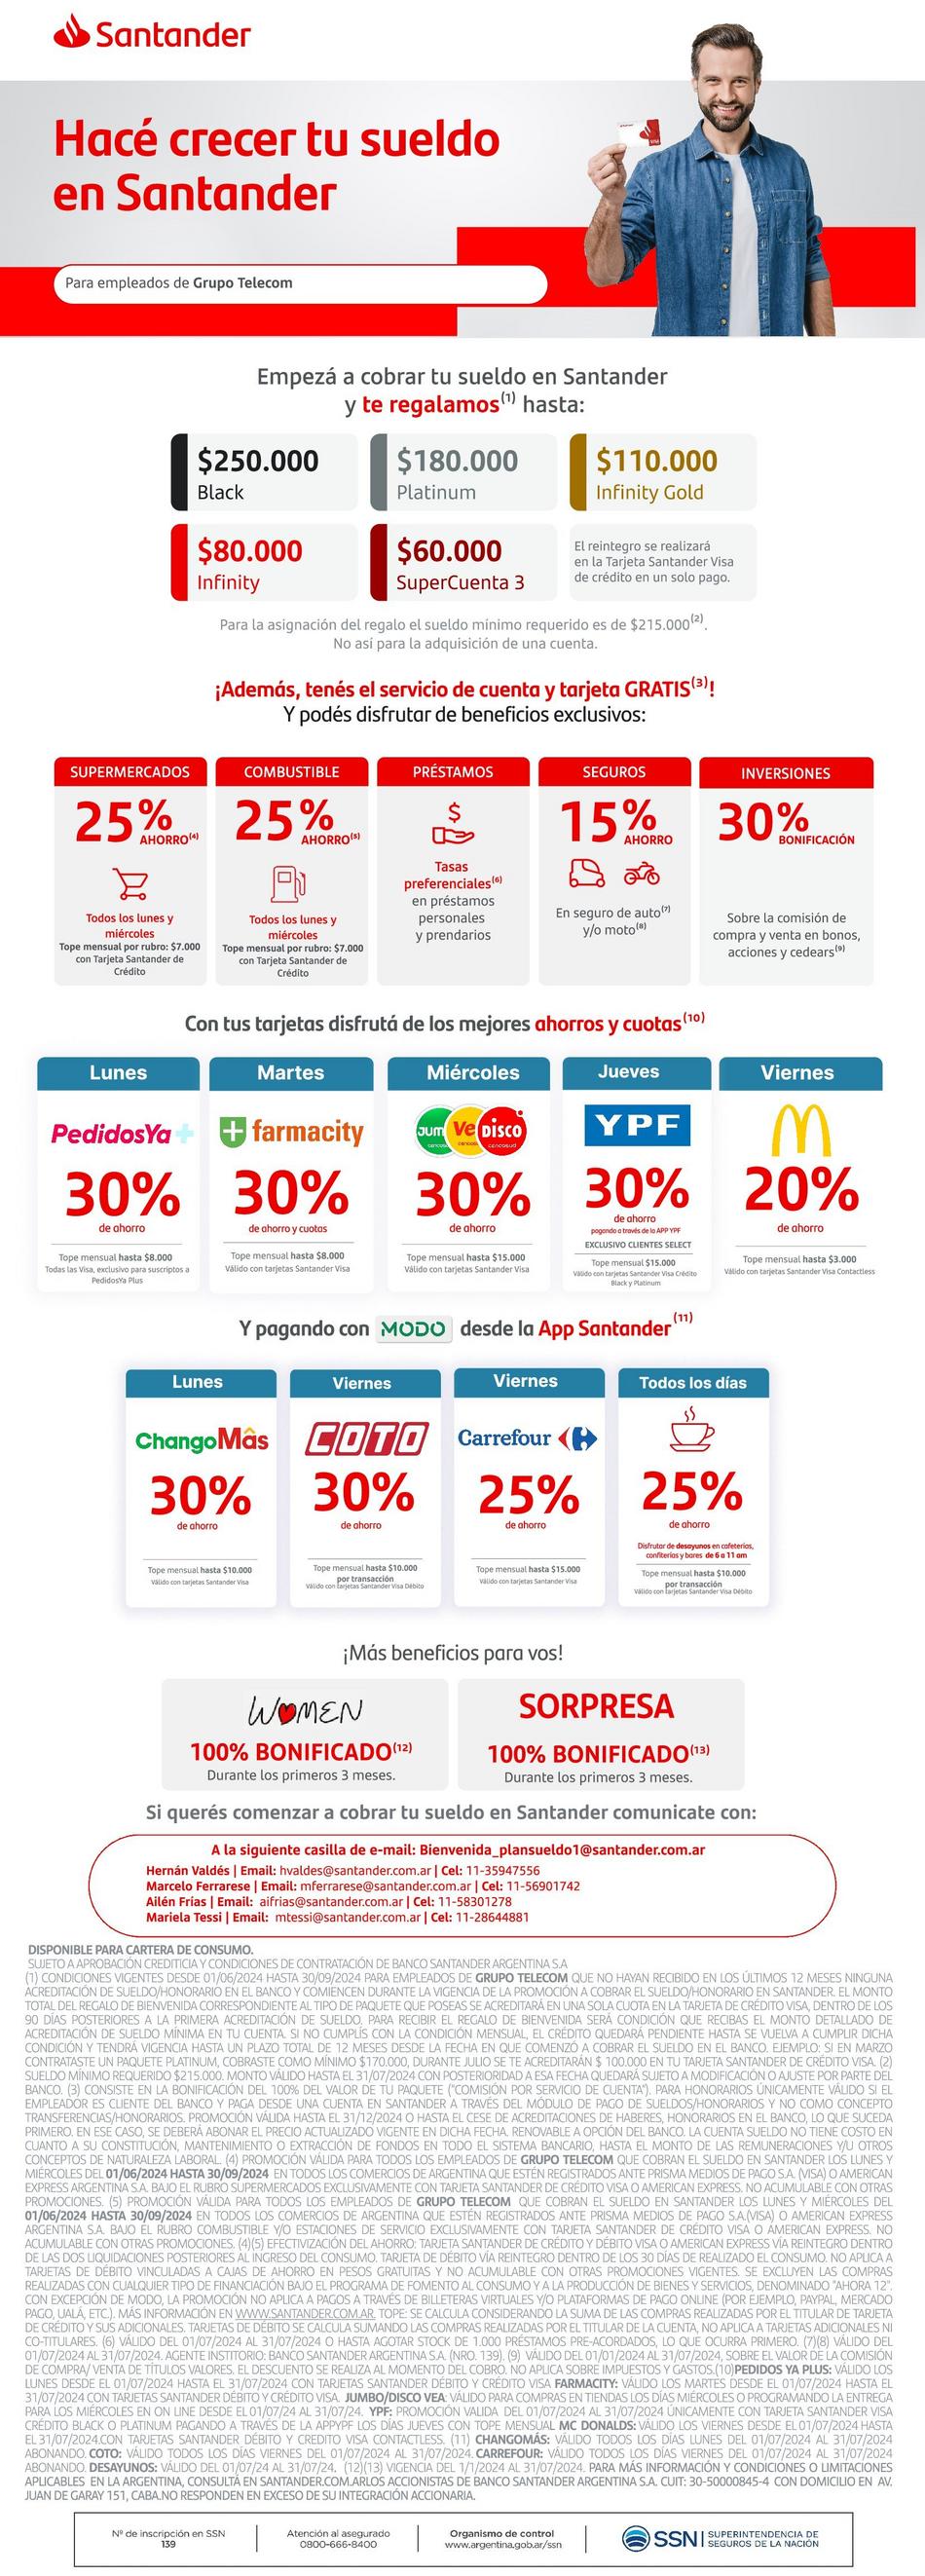 Santander
Hacé crecer tu sueldo
en Santander
Para empleados de Grupo Telecom
Empezá a cobrar tu sueldo en Santander
y te regalamos(1) hasta:
$250.000
Black
$180.000
Platinum
$110.000
Infinity Gold
$80.000
Infinity
$60.000
SuperCuenta 3
El reintegro se realizará
en la Tarjeta Santander Visa
de crédito en un solo pago.
Para la asignación del regalo el sueldo mínimo requerido es de $215.000(2).
No así para la adquisición de una cuenta.
¡Además, tenés el servicio de cuenta y tarjeta GRATIS(3)!
Y podés disfrutar de beneficios exclusivos:
SUPERMERCADOS
25%
AHORRO(4)
Todos los lunes y
miércoles
Tope mensual por rubro: $7.000
con Tarjeta Santander de
Crédito
COMBUSTIBLE
25%
AHORRO(5)
Todos los lunes y
miércoles
Tope mensual por rubro: $7.000
con Tarjeta Santander de
Crédito
PRÉSTAMOS
$
Tasas
preferenciales(6)
en préstamos
personales
y prendarios
SEGUROS
15%
AHORRO
En seguro de auto(7)
y/o moto(8)
INVERSIONES
30%
BONIFICACIÓN
Sobre la comisión de
compra y venta en bonos,
acciones y cedears(9)
Con tus tarjetas disfrutá de los mejores ahorros y cuotas(10)
Lunes
PedidosYa +
30%
de ahorro
Tope mensual hasta $8.000
Todas las Visa, exclusivo para suscriptos a
PedidosYa Plus
Martes
farmacity
30%
de ahorro y cuotas
Tope mensual hasta $8.000
Válido con tarjetas Santander Visa
Miércoles
Jum Ve DISCO
cencosud cencosud
30%
de ahorro
Tope mensual hasta $15.000
Válido con tarjetas Santander Visa
Jueves
YPF
30%
de ahorro
pagando a través de la APP YPF
EXCLUSIVO CLIENTES SELECT
Tope mensual $15.000
Válido con tarjetas Santander Visa Crédito
Black y Platinum
Viernes
20%
de ahorro
Tope mensual hasta $3.000
Válido con tarjetas Santander Visa Contactless
Y pagando con MODO desde la App Santander(11)
Lunes
ChangoMâs
30%
de ahorro
Tope mensual hasta $10.000
Válido con tarjetas Santander Visa
Viernes
COTO
30%
de ahorro
Tope mensual hasta $10.000
por transacción
Válido con tarjetas Santander Visa Débito
Viernes
Carrefour
25%
de ahorro
Tope mensual hasta $15.000
Válido con tarjetas Santander Visa
Todos los días
25%
de ahorro
Disfrutar de desayunos en cafeterías,
confiterías y bares de 6 a 11 am
Tope mensual hasta $10.000
por transacción
Válido con tarjetas Santander Visa Débito
¡Más beneficios para vos!
WOMEN
100% BONIFICADO(12)
Durante los primeros 3 meses.
SORPRESA
100% BONIFICADO(13)
Durante los primeros 3 meses.
Si querés comenzar a cobrar tu sueldo en Santander comunicate con:
A la siguiente casilla de e-mail: Bienvenida_plansueldo1@santander.com.ar
Hernán Valdés | Email: hvaldes@santander.com.ar | Cel: 11-35947556
Marcelo Ferrarese | Email: mferrarese@santander.com.ar | Cel: 11-56901742
Ailén Frías | Email: aifrias@santander.com.ar | Cel: 11-58301278
Mariela Tessi | Email: mtessi@santander.com.ar | Cel: 11-28644881
DISPONIBLE PARA CARTERA DE CONSUMO.
SUJETO A APROBACIÓN CREDITICIA Y CONDICIONES DE CONTRATACIÓN DE BANCO SANTANDER ARGENTINA S.A
(1) CONDICIONES VIGENTES DESDE 01/06/2024 HASTA 30/09/2024 PARA EMPLEADOS DE GRUPO TELECOM QUE NO HAYAN RECIBIDO EN LOS ÚLTIMOS 12 MESES NINGUNA
ACREDITACIÓN DE SUELDO/HONORARIO EN EL BANCO Y COMIENCEN DURANTE LA VIGENCIA DE LA PROMOCIÓN A COBRAR EL SUELDO/HONORARIO EN SANTANDER. EL MONTO
TOTAL DEL REGALO DE BIENVENIDA CORRESPONDIENTE AL TIPO DE PAQUETE QUE POSEAS SE ACREDITARÁ EN UNA SOLA CUOTA EN LA TARJETA DE CRÉDITO VISA, DENTRO DE LOS
90 DÍAS POSTERIORES A LA PRIMERA ACREDITACIÓN DE SUELDO. PARA RECIBIR EL REGALO DE BIENVENIDA SERÁ CONDICIÓN QUE RECIBAS EL MONTO DETALLADO DE
ACREDITACIÓN DE SUELDO MÍNIMA EN TU CUENTA. SI NO CUMPLÍS CON LA CONDICIÓN MENSUAL, EL CRÉDITO QUEDARÁ PENDIENTE HASTA SE VUELVA A CUMPLIR DICHA
CONDICIÓN Y TENDRÁ VIGENCIA HASTA UN PLAZO TOTAL DE 12 MESES DESDE LA FECHA EN QUE COMENZÓ A COBRAR EL SUELDO EN EL BANCO. EJEMPLO: SI EN MARZO
CONTRATASTE UN PAQUETE PLATINUM, COBRASTE COMO MÍNIMO $170.000, DURANTE JULIO SE TE ACREDITARÁN $ 100.000 EN TU TARJETA SANTANDER DE CRÉDITO VISA. (2)
SUELDO MÍNIMO REQUERIDO $215.000. MONTO VÁLIDO HASTA EL 31/07/2024 CON POSTERIORIDAD A ESA FECHA QUEDARÁ SUJETO A MODIFICACIÓN O AJUSTE POR PARTE DEL
BANCO. (3) CONSISTE EN LA BONIFICACIÓN DEL 100% DEL VALOR DE TU PAQUETE ("COMISIÓN POR SERVICIO DE CUENTA"). PARA HONORARIOS ÚNICAMENTE VÁLIDO SI EL
EMPLEADOR ES CLIENTE DEL BANCO Y PAGA DESDE UNA CUENTA EN SANTANDER A TRAVÉS DEL MÓDULO DE PAGO DE SUELDOS/HONORARIOS Y NO COMO CONCEPTO
TRANSFERENCIAS/HONORARIOS. PROMOCIÓN VÁLIDA HASTA EL 31/12/2024 O HASTA EL CESE DE ACREDITACIONES DE HABERES, HONORARIOS EN EL BANCO, LO QUE SUCEDA
PRIMERO. EN ESE CASO, SE DEBERÁ ABONAR EL PRECIO ACTUALIZADO VIGENTE EN DICHA FECHA. RENOVABLE A OPCIÓN DEL BANCO. LA CUENTA SUELDO NO TIENE COSTO EN
CUANTO A SU CONSTITUCIÓN, MANTENIMIENTO O EXTRACCIÓN DE FONDOS EN TODO EL SISTEMA BANCARIO, HASTA EL MONTO DE LAS REMUNERACIONES Y/U OTROS
CONCEPTOS DE NATURALEZA LABORAL. (4) PROMOCIÓN VÁLIDA PARA TODOS LOS EMPLEADOS DE GRUPO TELECOM QUE COBRAN EL SUELDO EN SANTANDER LOS LUNES Y
MIÉRCOLES DEL 01/06/2024 HASTA 30/09/2024 EN TODOS LOS COMERCIOS DE ARGENTINA QUE ESTÉN REGISTRADOS ANTE PRISMA MEDIOS DE PAGO S.A. (VISA) O AMERICAN
EXPRESS ARGENTINA S.A. BAJO EL RUBRO SUPERMERCADOS EXCLUSIVAMENTE CON TARJETA SANTANDER DE CRÉDITO VISA O AMERICAN EXPRESS. NO ACUMULABLE CON OTRAS
PROMOCIONES. (5) PROMOCIÓN VÁLIDA PARA TODOS LOS EMPLEADOS DE GRUPO TELECOM QUE COBRAN EL SUELDO EN SANTANDER LOS LUNES Y MIÉRCOLES DEL
01/06/2024 HASTA 30/09/2024 EN TODOS LOS COMERCIOS DE ARGENTINA QUE ESTÉN REGISTRADOS ANTE PRISMA MEDIOS DE PAGO S.A.(VISA) O AMERICAN EXPRESS
ARGENTINA S.A. BAJO EL RUBRO COMBUSTIBLE Y/O ESTACIONES DE SERVICIO EXCLUSIVAMENTE CON TARJETA SANTANDER DE CRÉDITO VISA O AMERICAN EXPRESS. NO
ACUMULABLE CON OTRAS PROMOCIONES. (4)(5) EFECTIVIZACIÓN DEL AHORRO: TARJETA SANTANDER DE CRÉDITO Y DÉBITO VISA O AMERICAN EXPRESS VÍA REINTEGRO DENTRO
DE LAS DOS LIQUIDACIONES POSTERIORES AL INGRESO DEL CONSUMO. TARJETA DE DÉBITO VÍA REINTEGRO DENTRO DE LOS 30 DÍAS DE REALIZADO EL CONSUMO. NO APLICA A
TARJETAS DE DÉBITO VINCULADAS A CAJAS DE AHORRO EN PESOS GRATUITAS Y NO ACUMULABLE CON OTRAS PROMOCIONES VIGENTES. SE EXCLUYEN LAS COMPRAS
REALIZADAS CON CUALQUIER TIPO DE FINANCIACIÓN BAJO EL PROGRAMA DE FOMENTO AL CONSUMO Y A LA PRODUCCIÓN DE BIENES Y SERVICIOS, DENOMINADO "AHORA 12".
CON EXCEPCIÓN DE MODO, LA PROMOCIÓN NO APLICA A PAGOS A TRAVÉS DE BILLETERAS VIRTUALES Y/O PLATAFORMAS DE PAGO ONLINE (POR EJEMPLO, PAYPAL, MERCADO
PAGO, UALÁ, ETC.). MÁS INFORMACIÓN EN WWW.SANTANDER.COM.AR. TOPE: SE CALCULA CONSIDERANDO LA SUMA DE LAS COMPRAS REALIZADAS POR EL TITULAR DE TARJETA
DE CRÉDITO Y SUS ADICIONALES. TARJETAS DE DÉBITO SE CALCULA SUMANDO LAS COMPRAS REALIZADAS POR EL TITULAR DE LA CUENTA, NO APLICA A TARJETAS ADICIONALES NI
CO-TITULARES. (6) VÁLIDO DEL 01/07/2024 AL 31/07/2024 O HASTA AGOTAR STOCK DE 1.000 PRÉSTAMOS PRE-ACORDADOS, LO QUE OCURRA PRIMERO. (7)(8) VÁLIDO DEL
01/07/2024 AL 31/07/2024. AGENTE INSTITORIO: BANCO SANTANDER ARGENTINA S.A. (NRO. 139). (9) VÁLIDO DEL 01/01/2024 AL 31/07/2024, SOBRE EL VALOR DE LA COMISIÓN
DE COMPRA/ VENTA DE TÍTULOS VALORES. EL DESCUENTO SE REALIZA AL MOMENTO DEL COBRO. NO APLICA SOBRE IMPUESTOS Y GASTOS.(10)PEDIDOS YA PLUS: VÁLIDO LOS
LUNES DESDE EL 01/07/2024 HASTA EL 31/7/2024 CON TARJETAS SANTANDER DÉBITO Y CRÉDITO VISA FARMACITY: VÁLIDO LOS MARTES DESDE EL 01/07/2024 HASTA EL
31/7/2024 CON TARJETAS SANTANDER DÉBITO Y CRÉDITO VISA. JUMBO/DISCO VEA: VÁLIDO PARA COMPRAS EN TIENDAS LOS DÍAS MIÉRCOLES O PROGRAMANDO LA ENTREGA
PARA LOS MIÉRCOLES EN ON LINE DESDE EL 01/07/24 AL 31/7/24. YPF: PROMOCIÓN VALIDA DEL 01/07/2024 AL 31/07/2024 ÚNICAMENTE CON TARJETA SANTANDER VISA
CRÉDITO BLACK O PLATINUM PAGANDO A TRAVÉS DE LA APPYPF LOS DÍAS JUEVES CON TOPE MENSUAL MC DONALDS: VÁLIDO LOS VIERNES DESDE EL 01/07/2024 HASTA
EL 31/7/2024.CON TARJETAS SANTANDER DÉBITO Y CREDITO VISA CONTACTLESS. (11) CHANGOMÁS: VÁLIDO TODO LOS DÍAS LUNES DEL 01/07/2024 AL 31/07/2024
ABONANDO. COTO: VÁLIDO TODOS LOS DÍAS VIERNES DEL 01/07/2024 AL 31/07/2024. CARREFOUR: VÁLIDO TODOS LOS DÍAS VIERNES DEL 01/07/2024 AL 31/07/2024
ABONANDO. DESAYUNOS: VÁLIDO DEL 01/07/24 AL 31/7/24. (12)(13) VIGENCIA DEL 1/1/2024 AL 31/07/2024. PARA MÁS INFORMACIÓN Y CONDICIONES O LIMITACIONES
APLICABLES EN LA ARGENTINA, CONSULTÁ EN SANTANDER.COM.ARLOS ACCIONISTAS DE BANCO SANTANDER ARGENTINA S.A. CUIT: 30-50000845-4 CON DOMICILIO EN AV.
JUAN DE GARAY 151, CABA.NO RESPONDEN EN EXCESO DE SU INTEGRACIÓN ACCIONARIA.
Nº de inscripción en SSN
139
Atención al asegurado
0800-666-8400
Organismo de control
www.argentina.gob.ar/ssn
SSN
SUPERINTENDENCIA DE
SEGUROS DE LA NACIÓN